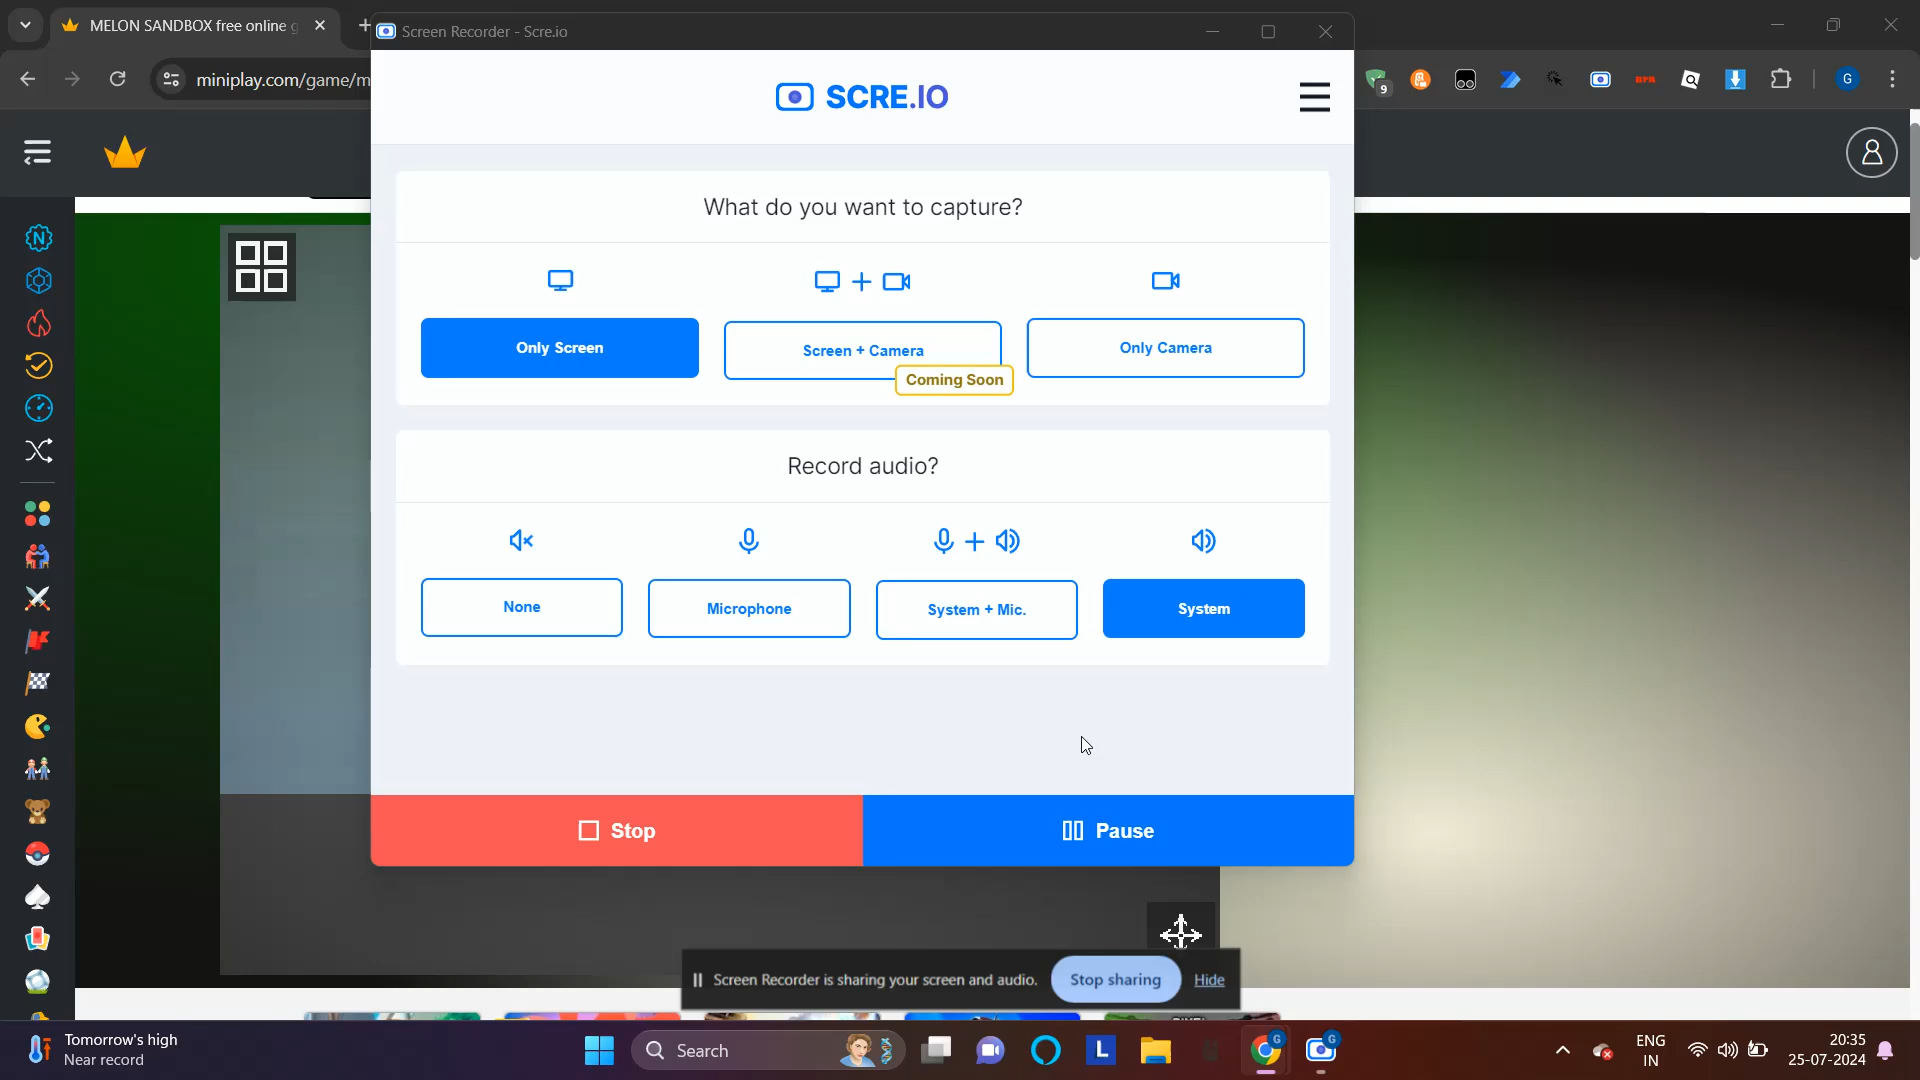 MELON SANDBOX free online g
Screen Recorder - Scre.io
miniplay.com/game/m
9
G
SCRE.IO
What do you want to capture?
Only Screen
Screen + Camera
Only Camera
Coming Soon
Record audio?
None
Microphone
System + Mic.
System
Stop
Pause
Screen Recorder is sharing your screen and audio.
Stop sharing
Hide
Tomorrow's high
Near record
Search
L
G
G
ENG
IN
20:35
25-07-2024